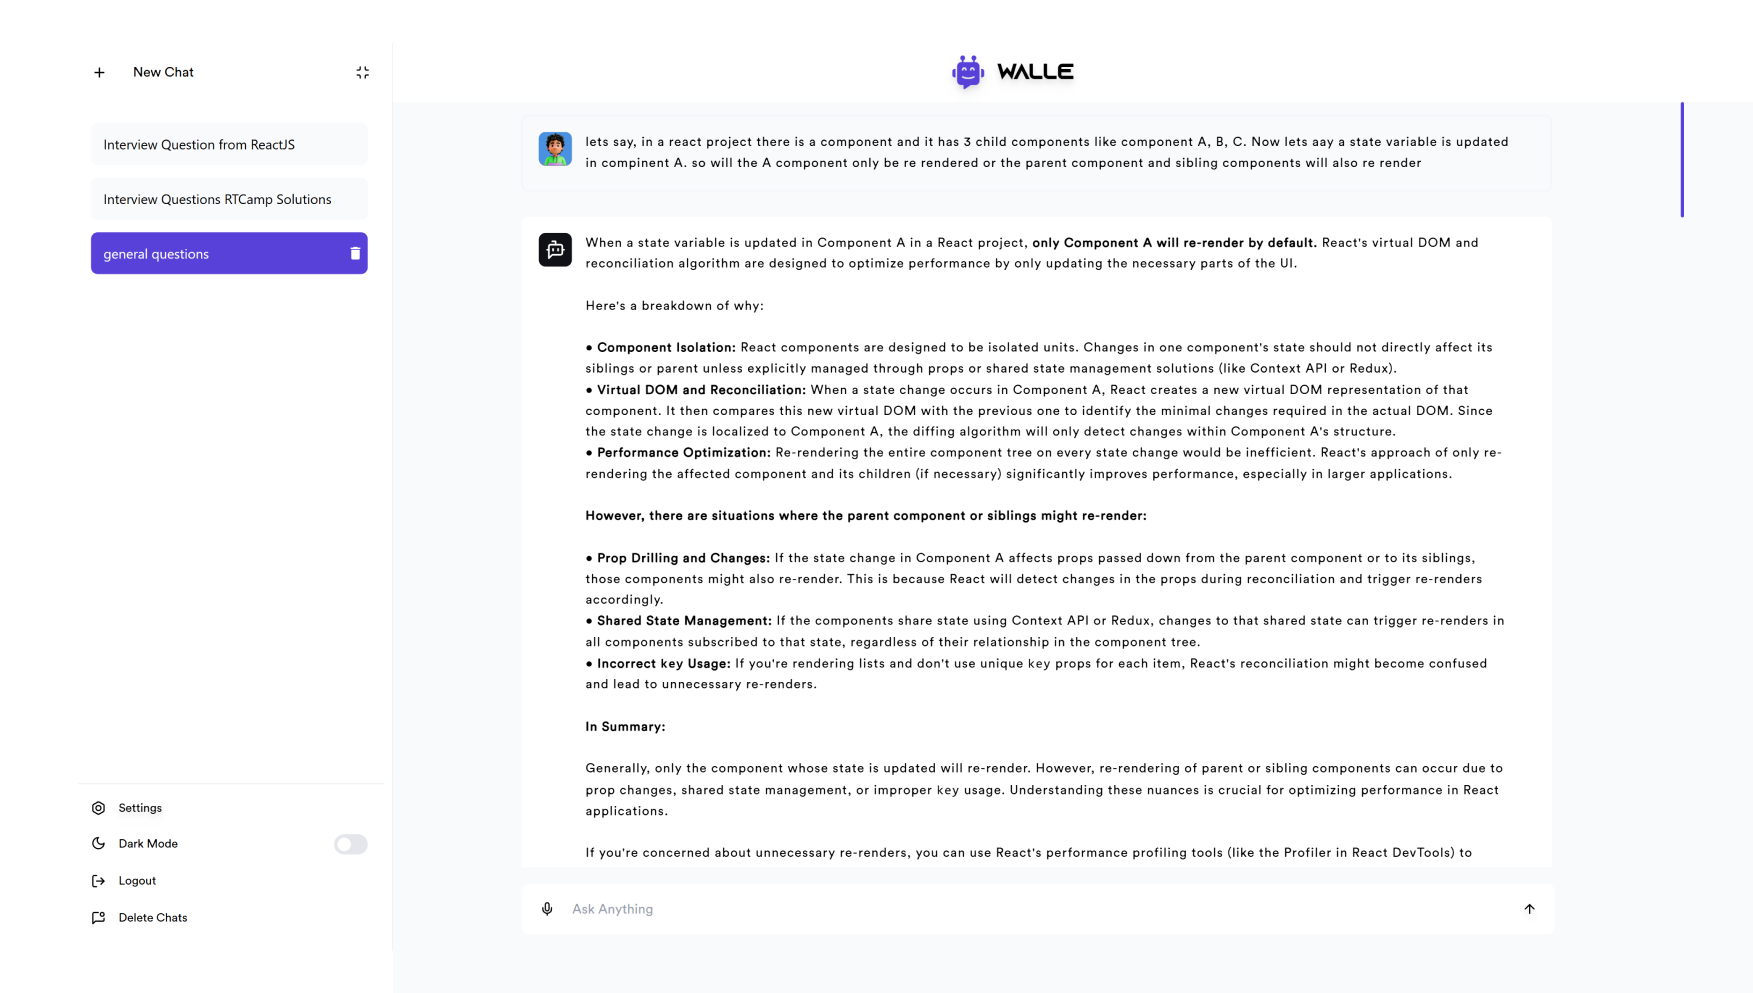 New Chat
Interview Question from ReactJS
Interview Questions RTCamp Solutions
general questions
Settings
Dark Mode
Logout
Delete Chats
WALLE
lets say, in a react project there is a component and it has 3 child components like component A, B, C. Now lets aay a state variable is updated
in compinent A. so will the A component only be re rendered or the parent component and sibling components will also re render
When a state variable is updated in Component A in a React project, only Component A will re-render by default. React's virtual DOM and
reconciliation algorithm are designed to optimize performance by only updating the necessary parts of the UI.
Here's a breakdown of why:
• Component Isolation: React components are designed to be isolated units. Changes in one component's state should not directly affect its
siblings or parent unless explicitly managed through props or shared state management solutions (like Context API or Redux).
• Virtual DOM and Reconciliation: When a state change occurs in Component A, React creates a new virtual DOM representation of that
component. It then compares this new virtual DOM with the previous one to identify the minimal changes required in the actual DOM. Since
the state change is localized to Component A, the diffing algorithm will only detect changes within Component A's structure.
• Performance Optimization: Re-rendering the entire component tree on every state change would be inefficient. React's approach of only re-
rendering the affected component and its children (if necessary) significantly improves performance, especially in larger applications.
However, there are situations where the parent component or siblings might re-render:
• Prop Drilling and Changes: If the state change in Component A affects props passed down from the parent component or to its siblings,
those components might also re-render. This is because React will detect changes in the props during reconciliation and trigger re-renders
accordingly.
• Shared State Management: If the components share state using Context API or Redux, changes to that shared state can trigger re-renders in
all components subscribed to that state, regardless of their relationship in the component tree.
• Incorrect key Usage: If you're rendering lists and don't use unique key props for each item, React's reconciliation might become confused
and lead to unnecessary re-renders.
In Summary:
Generally, only the component whose state is updated will re-render. However, re-rendering of parent or sibling components can occur due to
prop changes, shared state management, or improper key usage. Understanding these nuances is crucial for optimizing performance in React
applications.
If you're concerned about unnecessary re-renders, you can use React's performance profiling tools (like the Profiler in React DevTools) to
Ask Anything